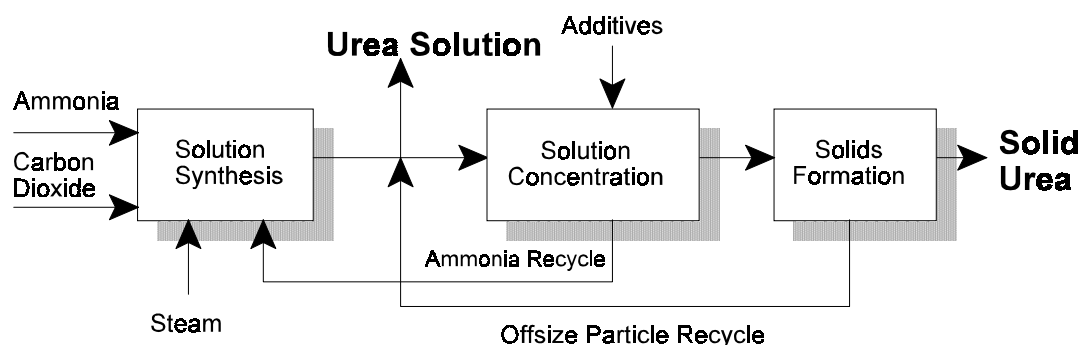 Additives
Urea Solution
Ammonia
Carbon
Dioxide
Solution
Synthesis
Solution
Concentration
Solids
Formation
Solid
Urea
Ammonia Recycle
Steam
Offsize Particle Recycle